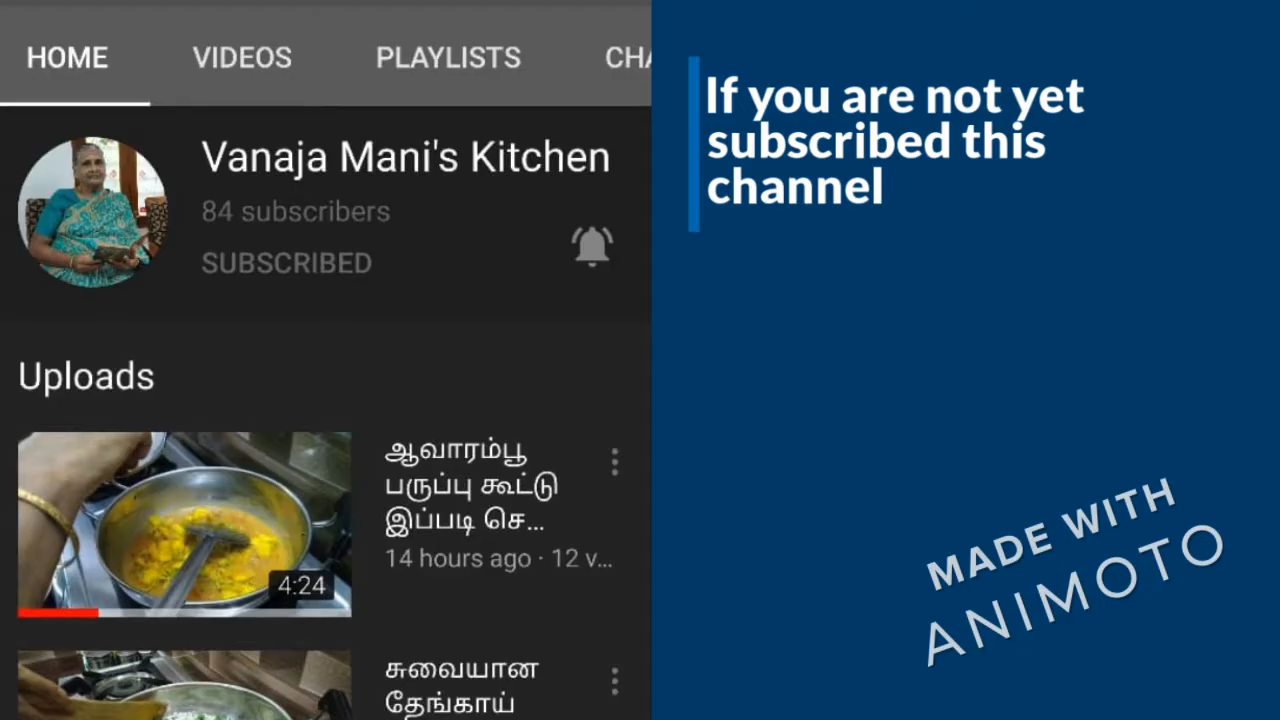 HOME VIDEOS PLAYLISTS CHA
Vanaja Mani's Kitchen
84 subscribers
SUBSCRIBED
Uploads
ஆவாரம்பூ
பருப்பு கூட்டு
இப்படி செ...
14 hours ago · 12 v...
4:24
சுவையான
தேங்காய்
If you are not yet
subscribed this
channel
MADE WITH
ANIMOTO